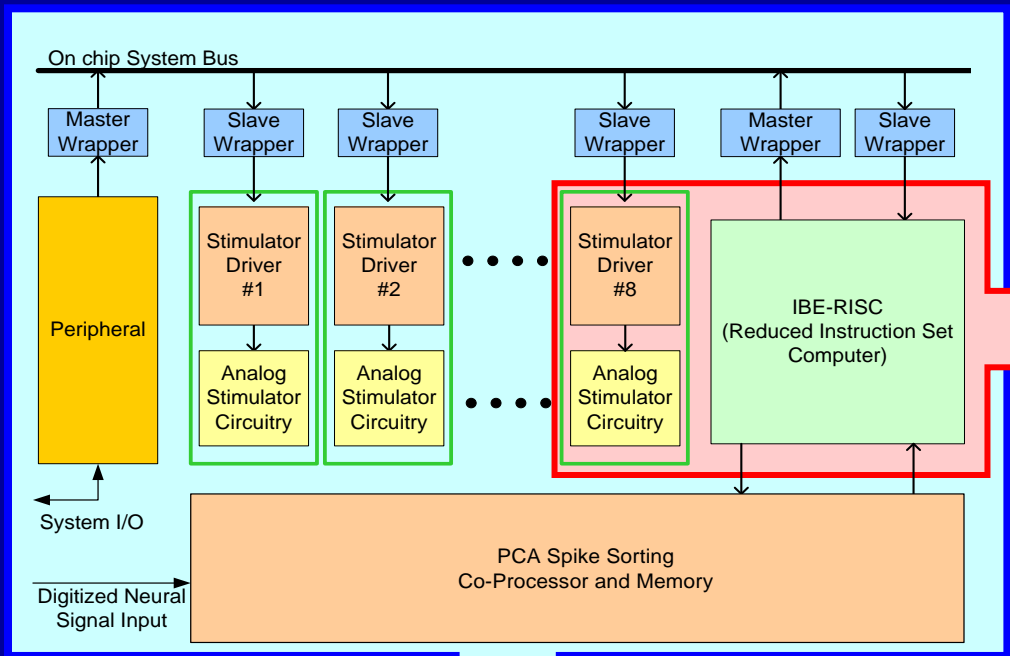 On chip System Bus
Master
Wrapper
Slave
Wrapper
Slave
Wrapper
Slave
Wrapper
Master
Wrapper
Slave
Wrapper
Peripheral
Stimulator
Driver
#1
Stimulator
Driver
#2
Stimulator
Driver
#8
IBE-RISC
(Reduced Instruction Set
Computer)
Analog
Stimulator
Circuitry
Analog
Stimulator
Circuitry
Analog
Stimulator
Circuitry
System I/O
PCA Spike Sorting
Co-Processor and Memory
Digitized Neural
Signal Input